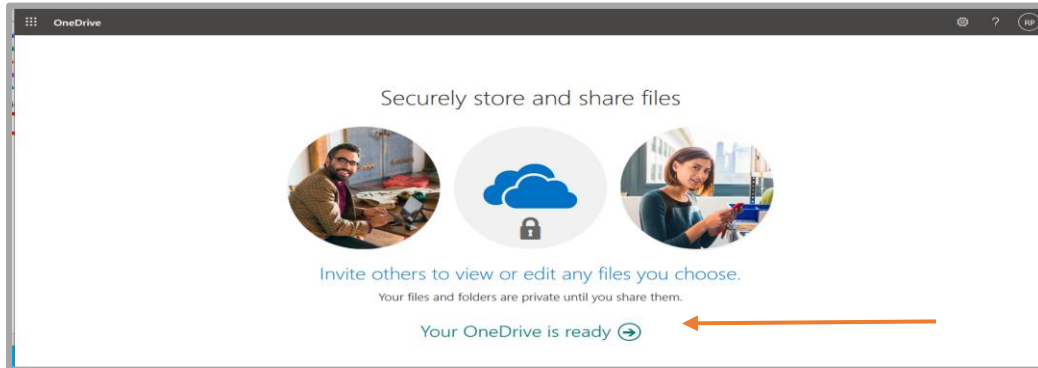 OneDrive
? RP
Securely store and share files
Invite others to view or edit any files you choose.
Your files and folders are private until you share them.
Your OneDrive is ready